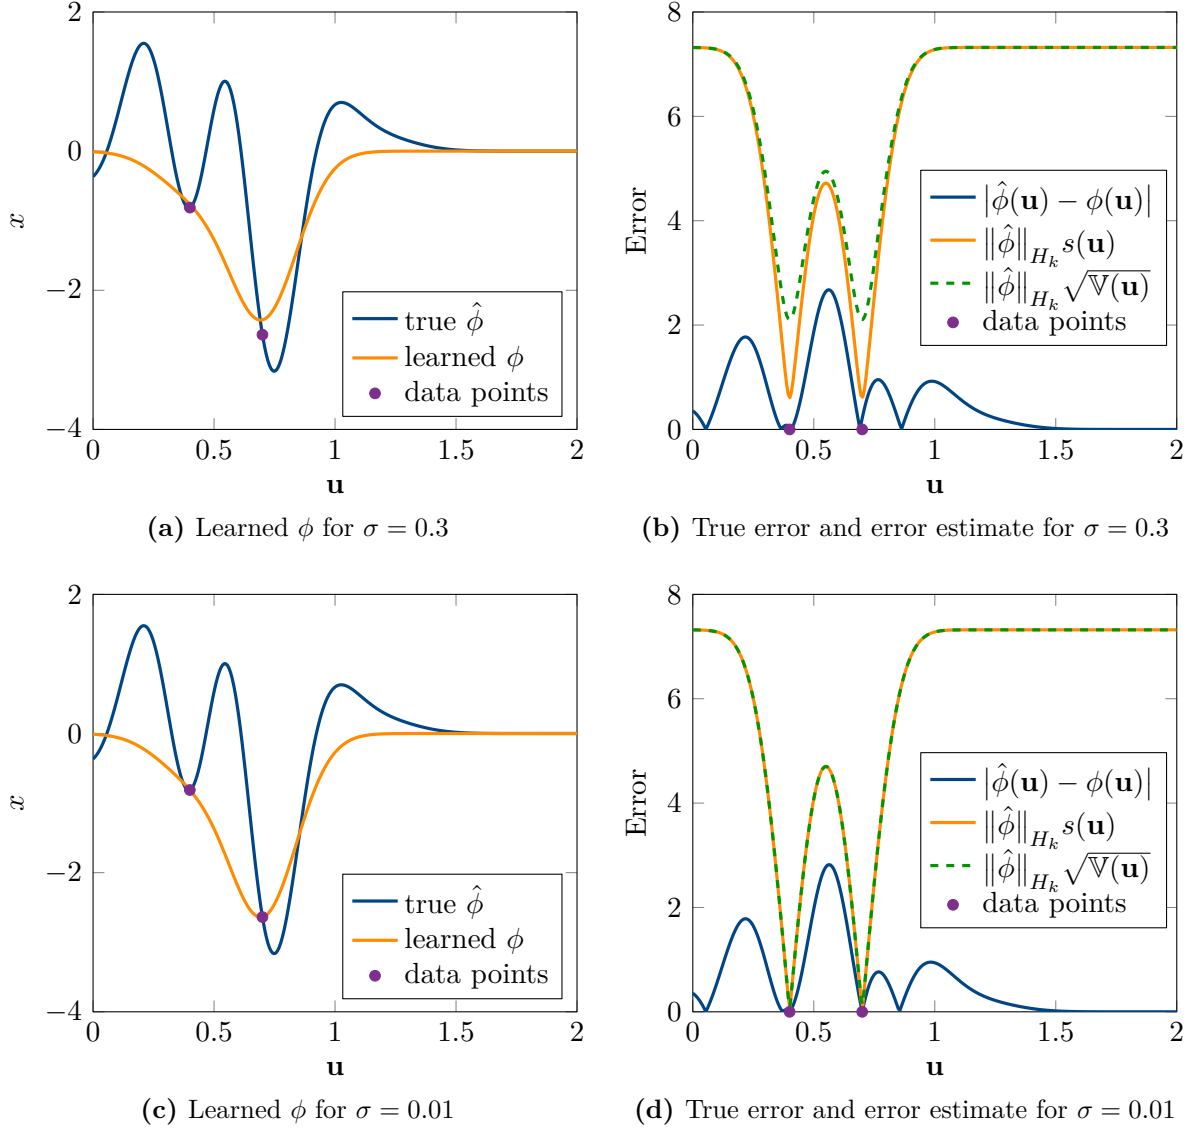 2
0
−2
−4
x
0
0.5
1
1.5
2
u
true ϕ̂
learned ϕ
data points
(a) Learned ϕ for σ = 0.3
8
6
4
2
0
Error
0
0.5
1
1.5
2
u
|ϕ̂(u) − ϕ(u)|
‖ϕ̂‖_{H_k} s(u)
‖ϕ̂‖_{H_k} √𝕍(u)
data points
(b) True error and error estimate for σ = 0.3
2
0
−2
−4
x
0
0.5
1
1.5
2
u
true ϕ̂
learned ϕ
data points
(c) Learned ϕ for σ = 0.01
8
6
4
2
0
Error
0
0.5
1
1.5
2
u
|ϕ̂(u) − ϕ(u)|
‖ϕ̂‖_{H_k} s(u)
‖ϕ̂‖_{H_k} √𝕍(u)
data points
(d) True error and error estimate for σ = 0.01